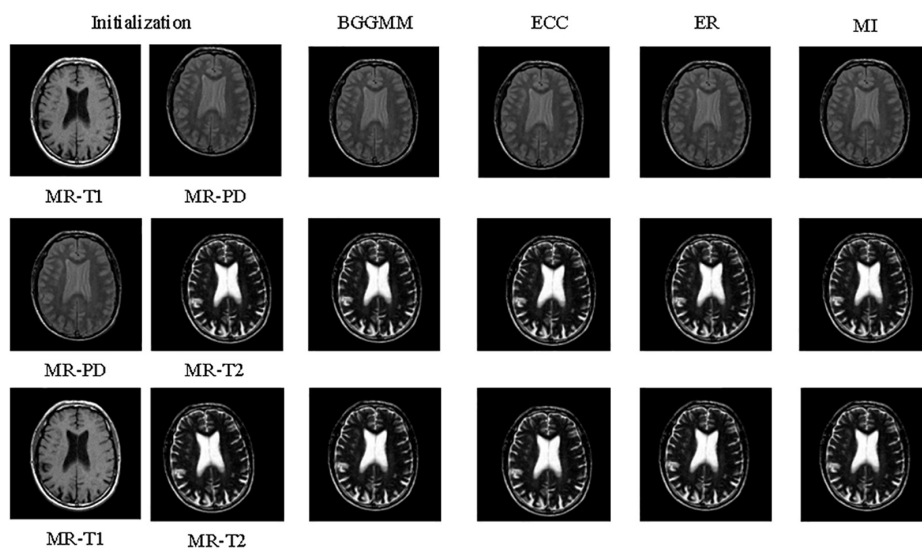 Initialization BGGMM ECC ER MI
MR-T1 MR-PD
MR-PD MR-T2
MR-T1 MR-T2